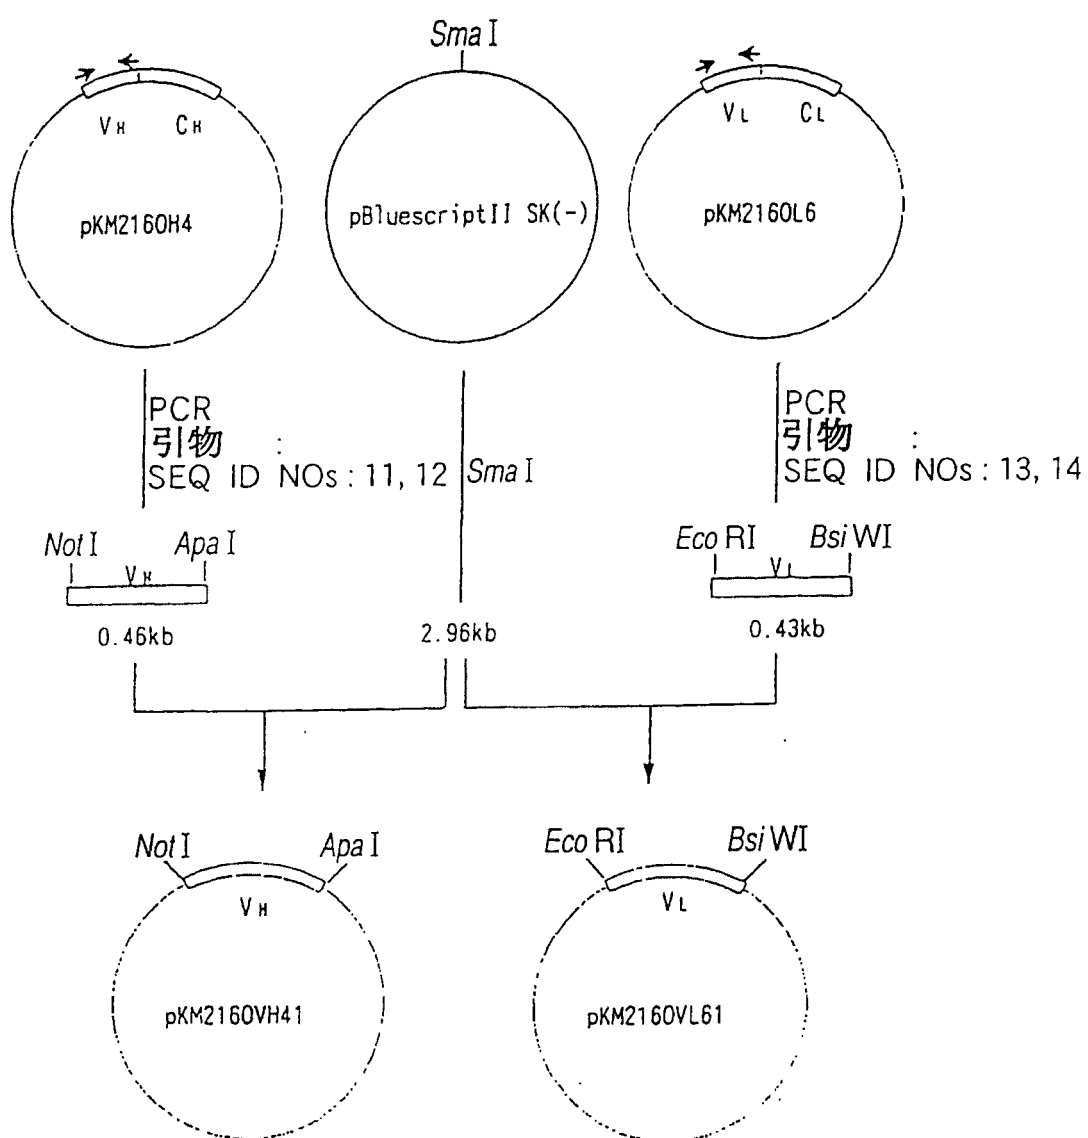 Sma I
VH CH
pKM2160H4
pBluescriptII SK(-)
VL CL
pKM2160L6
PCR
引物 :
SEQ ID NOs : 11, 12
Sma I
PCR
引物 :
SEQ ID NOs : 13, 14
Not I Apa I
VH
0.46kb
2.96kb
Eco RI Bsi WI
VL
0.43kb
Not I Apa I
VH
pKM2160VH41
Eco RI Bsi WI
VL
pKM2160VL61